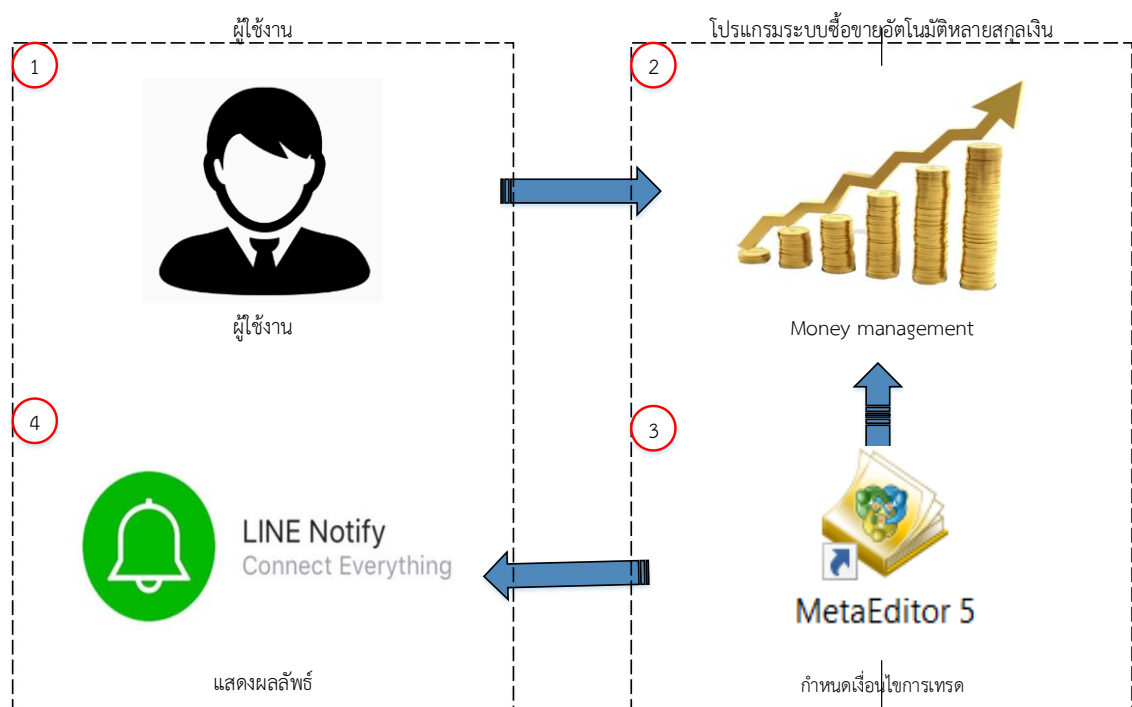 ผู้ใช้งาน
โปรแกรมระบบซื้อขายอัตโนมัติหลายสกุลเงิน
1
2
ผู้ใช้งาน
Money management
4
3
LINE Notify
Connect Everything
MetaEditor 5
แสดงผลลัพธ์
กำหนดเงื่อนไขการเทรด